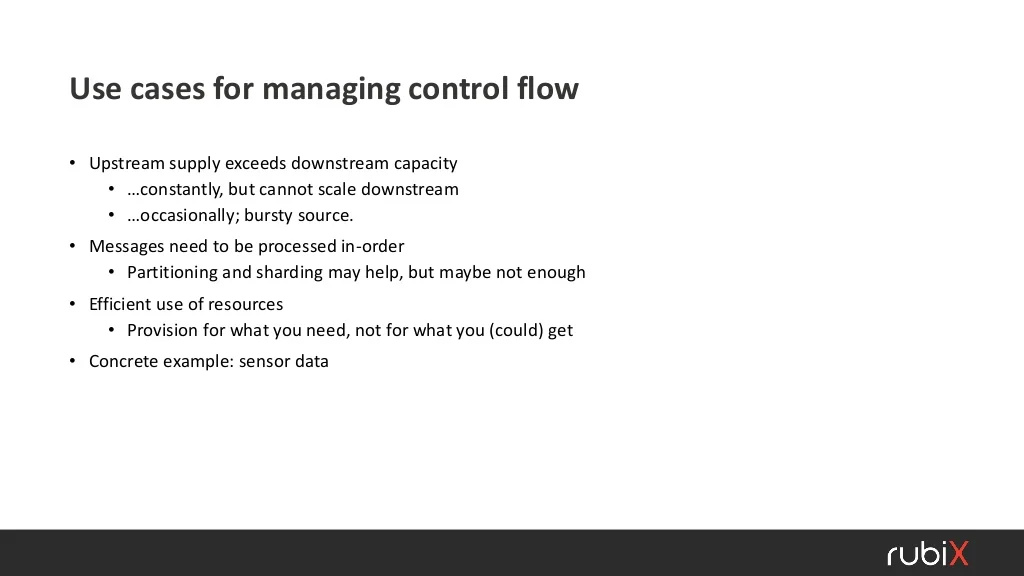 Use cases for managing control flow
• Upstream supply exceeds downstream capacity
• …constantly, but cannot scale downstream
• …occasionally; bursty source.
• Messages need to be processed in-order
• Partitioning and sharding may help, but maybe not enough
• Efficient use of resources
• Provision for what you need, not for what you (could) get
• Concrete example: sensor data
rubiX